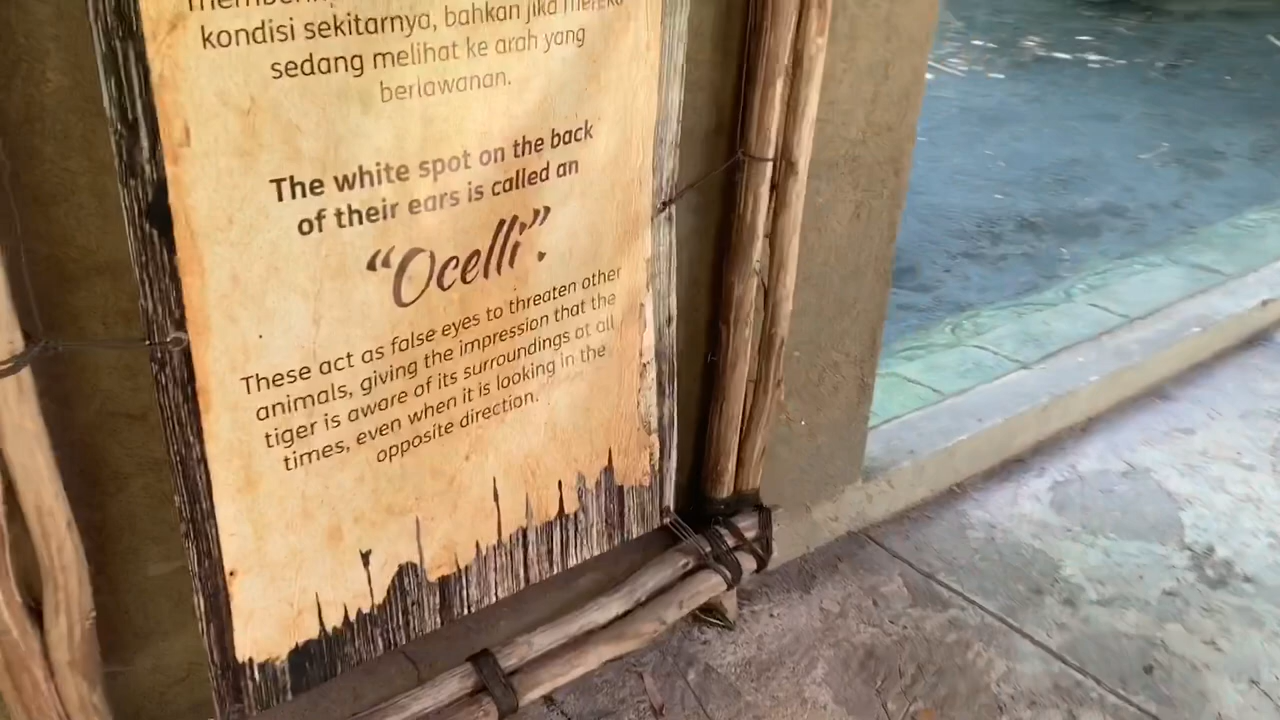 kondisi sekitarnya, bahkan jika mereka
sedang melihat ke arah yang
berlawanan.
The white spot on the back
of their ears is called an
“Ocelli”.
These act as false eyes to threaten other
animals, giving the impression that the
tiger is aware of its surroundings at all
times, even when it is looking in the
opposite direction.